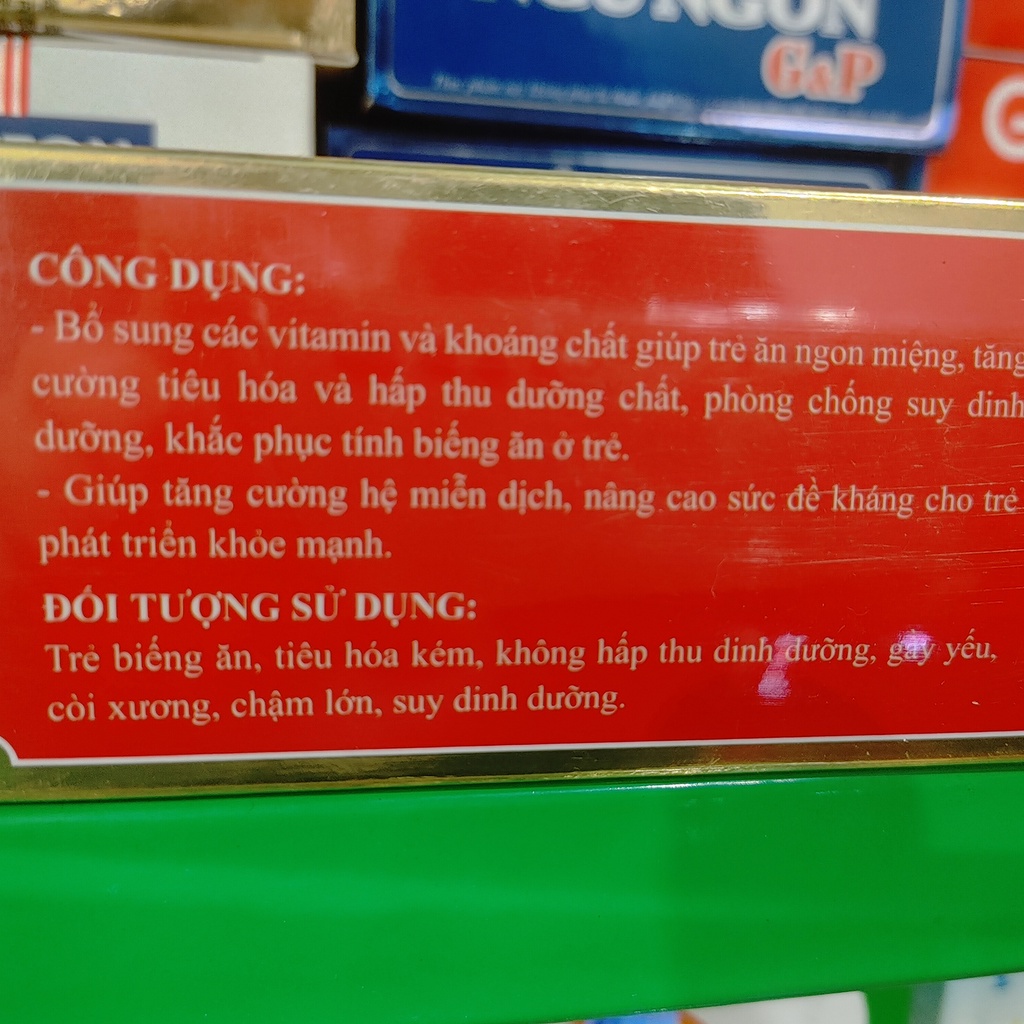 NGON
G&P
CÔNG DỤNG:
- Bổ sung các vitamin và khoáng chất giúp trẻ ăn ngon miệng, tăng
cường tiêu hóa và hấp thu dưỡng chất, phòng chống suy dinh
dưỡng, khắc phục tính biếng ăn ở trẻ.
- Giúp tăng cường hệ miễn dịch, nâng cao sức đề kháng cho trẻ
phát triển khỏe mạnh.
ĐỐI TƯỢNG SỬ DỤNG:
Trẻ biếng ăn, tiêu hóa kém, không hấp thu dinh dưỡng, gầy yếu,
còi xương, chậm lớn, suy dinh dưỡng.